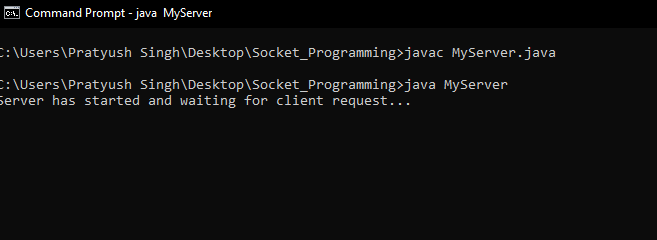 Command Prompt - java MyServer
C:\Users\Pratyush Singh\Desktop\Socket_Programming>javac MyServer.java
C:\Users\Pratyush Singh\Desktop\Socket_Programming>java MyServer
Server has started and waiting for client request...